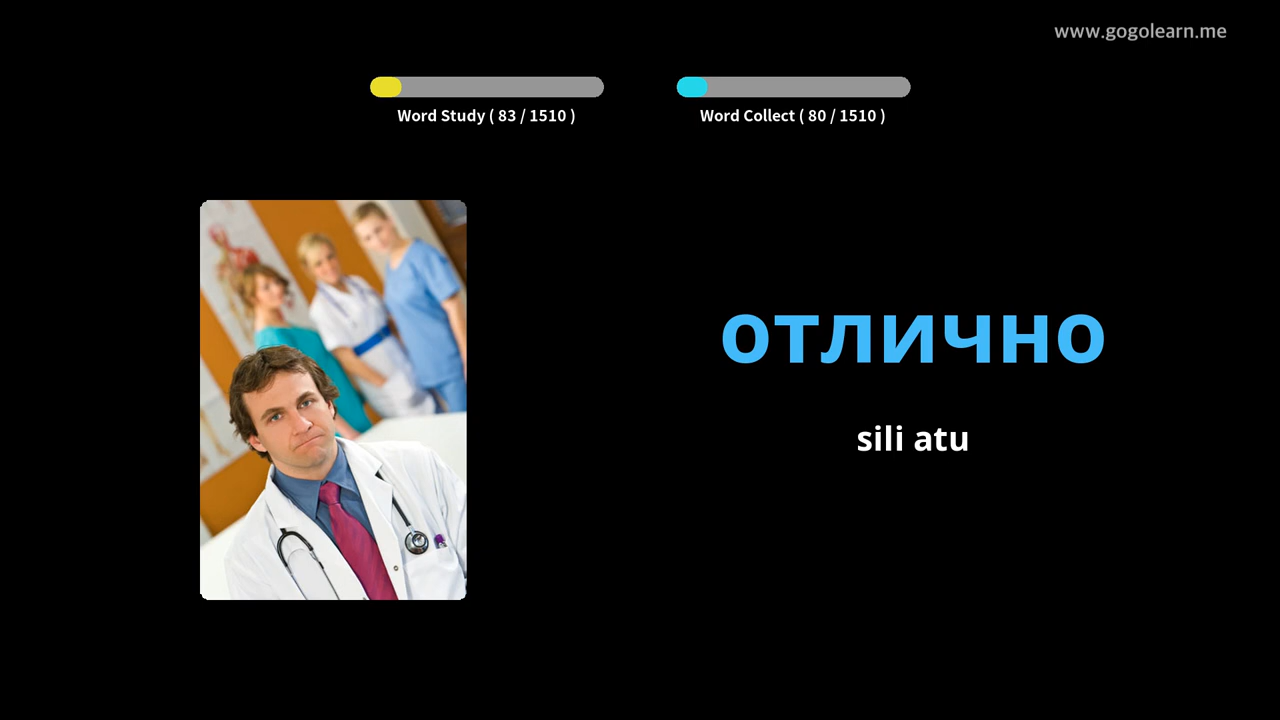 www.gogolearn.me
Word Study ( 83 / 1510 )
Word Collect ( 80 / 1510 )
отлично
sili atu